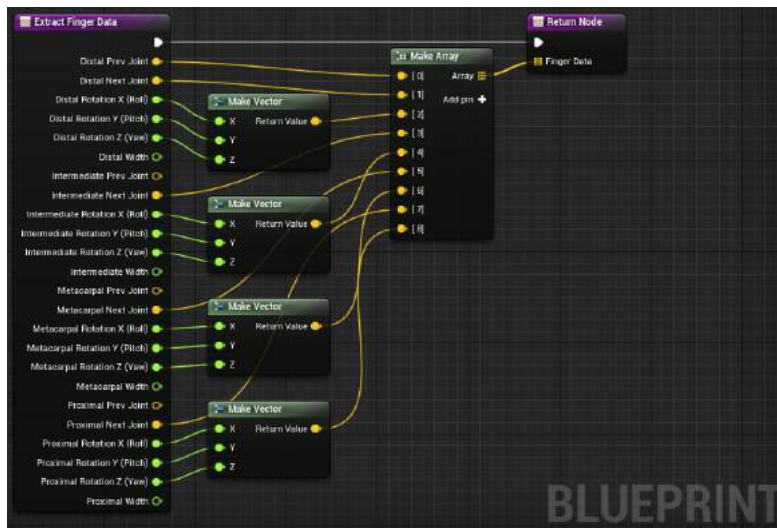 Extract Finger Data
Distal Prev Joint
Distal Next Joint
Distal Rotation X (Roll)
Distal Rotation Y (Pitch)
Distal Rotation Z (Yaw)
Distal Width
Intermediate Prev Joint
Intermediate Next Joint
Intermediate Rotation X (Roll)
Intermediate Rotation Y (Pitch)
Intermediate Rotation Z (Yaw)
Intermediate Width
Metacarpal Prev Joint
Metacarpal Next Joint
Metacarpal Rotation X (Roll)
Metacarpal Rotation Y (Pitch)
Metacarpal Rotation Z (Yaw)
Metacarpal Width
Proximal Prev Joint
Proximal Next Joint
Proximal Rotation X (Roll)
Proximal Rotation Y (Pitch)
Proximal Rotation Z (Yaw)
Proximal Width
Make Vector
X Return Value
Y
Z
Make Vector
X Return Value
Y
Z
Make Vector
X Return Value
Y
Z
Make Vector
X Return Value
Y
Z
Make Array
[0] Array
[1] Add pin +
[2]
[3]
[4]
[5]
[6]
[7]
[8]
Return Node
Finger Data
BLUEPRINT